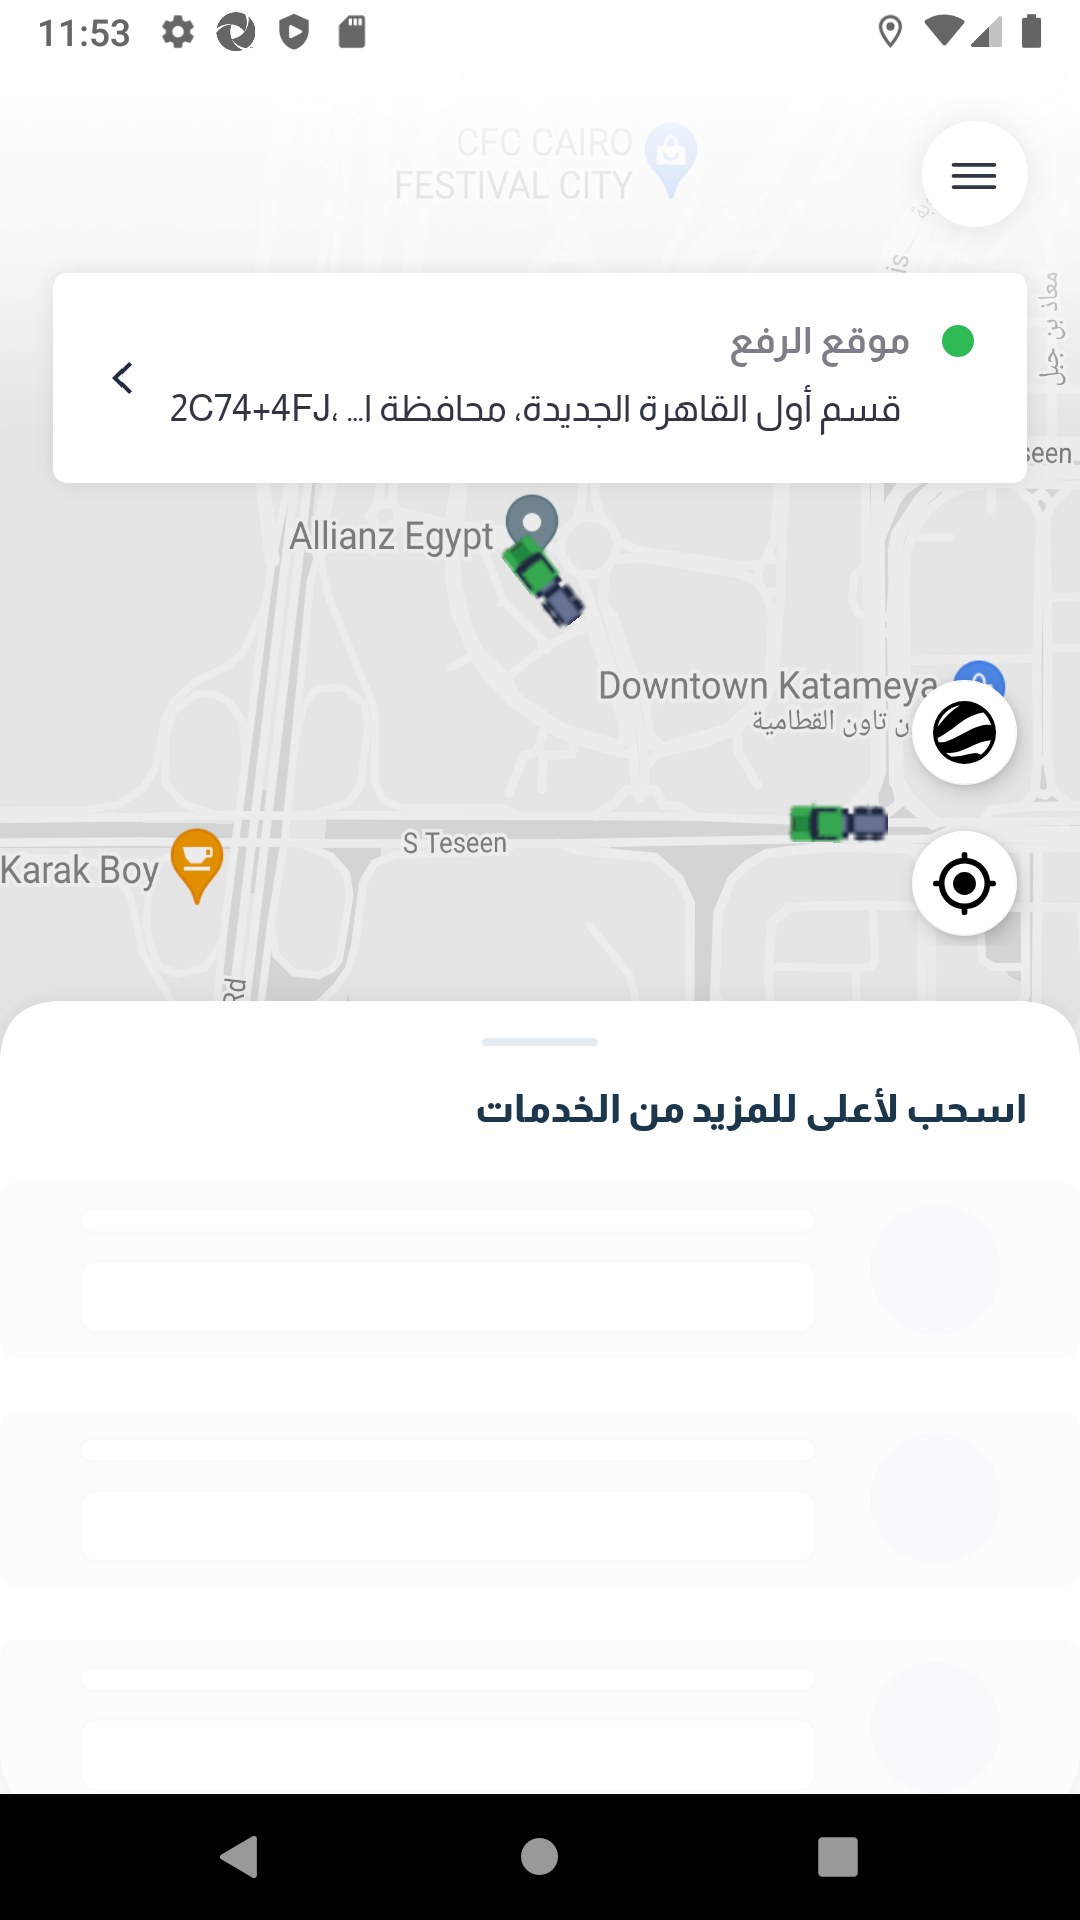 11:53
CFC CAIRO
FESTIVAL CITY
معاذ بن جبل
موقع الرفع
2C74+4FJ، قسم أول القاهرة الجديدة، محافظة ا...
seen
Allianz Egypt
Downtown Katameya
ن تاون القطامية
S Teseen
Karak Boy
Rd
اسحب لأعلى للمزيد من الخدمات